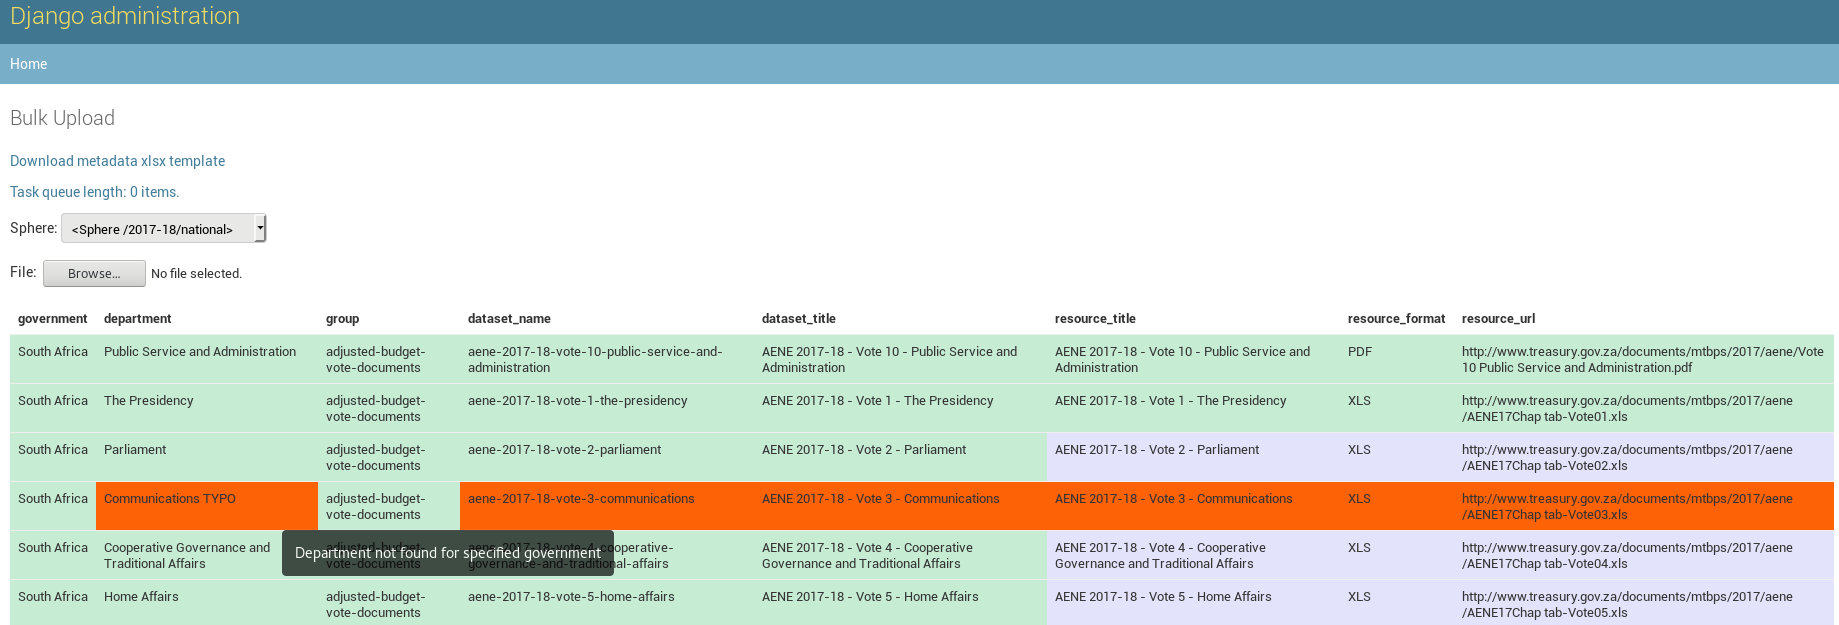 Django administration
Home
Bulk Upload
Download metadata xlsx template
Task queue length: 0 items.
Sphere: <Sphere /2017-18/national>
File: Browse... No file selected.
government department group dataset_name dataset_title resource_title resource_format resource_url
South Africa Public Service and Administration adjusted-budget- aene-2017-18-vote-10-public-service-and- AENE 2017-18 - Vote 10 - Public Service and AENE 2017-18 - Vote 10 - Public Service and PDF http://www.treasury.gov.za/documents/mtbps/2017/aene/Vote
vote-documents administration Administration Administration 10 Public Service and Administration.pdf
South Africa The Presidency adjusted-budget- aene-2017-18-vote-1-the-presidency AENE 2017-18 - Vote 1 - The Presidency AENE 2017-18 - Vote 1 - The Presidency XLS http://www.treasury.gov.za/documents/mtbps/2017/aene
vote-documents /AENE17Chap tab-Vote01.xls
South Africa Parliament adjusted-budget- aene-2017-18-vote-2-parliament AENE 2017-18 - Vote 2 - Parliament AENE 2017-18 - Vote 2 - Parliament XLS http://www.treasury.gov.za/documents/mtbps/2017/aene
vote-documents /AENE17Chap tab-Vote02.xls
South Africa Communications TYPO adjusted-budget- aene-2017-18-vote-3-communications AENE 2017-18 - Vote 3 - Communications AENE 2017-18 - Vote 3 - Communications XLS http://www.treasury.gov.za/documents/mtbps/2017/aene
vote-documents /AENE17Chap tab-Vote03.xls
South Africa Cooperative Governance and adjusted-budget- aene-2017-18-vote-4-cooperative- AENE 2017-18 - Vote 4 - Cooperative AENE 2017-18 - Vote 4 - Cooperative XLS http://www.treasury.gov.za/documents/mtbps/2017/aene
Department not found for specified government
Traditional Affairs vote-documents governance-and-traditional-affairs Governance and Traditional Affairs Governance and Traditional Affairs /AENE17Chap tab-Vote04.xls
South Africa Home Affairs adjusted-budget- aene-2017-18-vote-5-home-affairs AENE 2017-18 - Vote 5 - Home Affairs AENE 2017-18 - Vote 5 - Home Affairs XLS http://www.treasury.gov.za/documents/mtbps/2017/aene
vote-documents /AENE17Chap tab-Vote05.xls